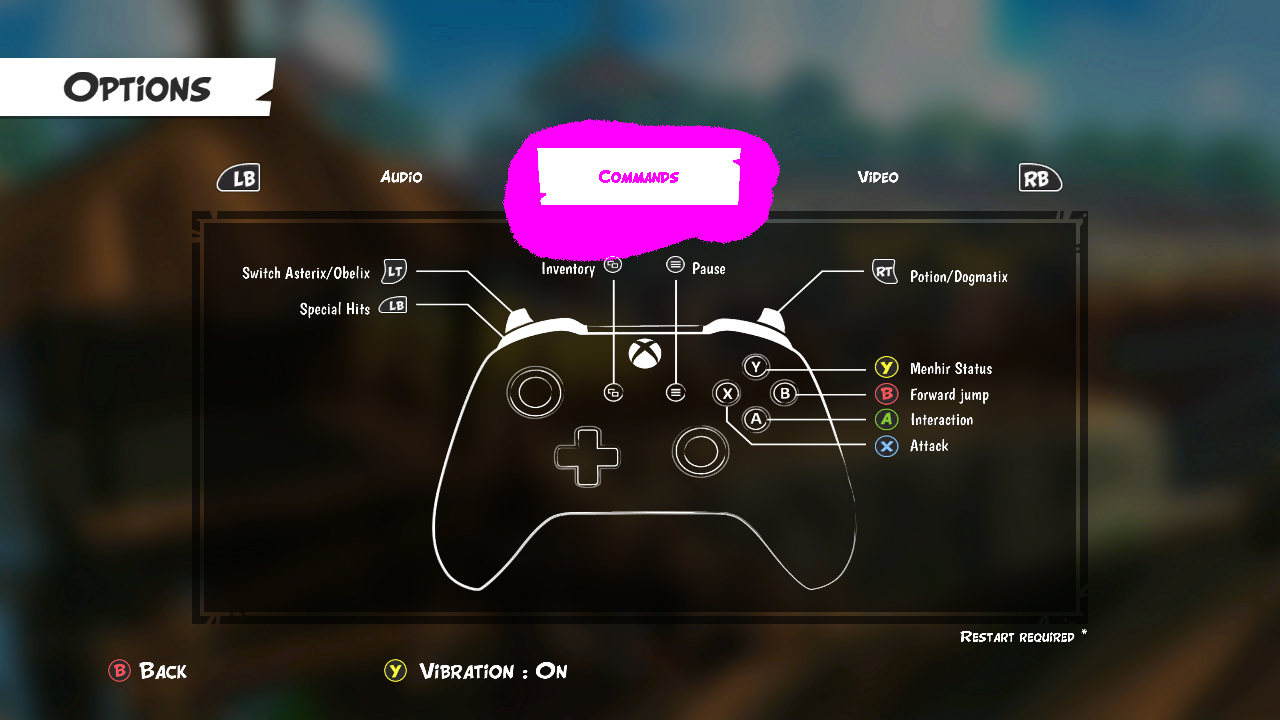 Options
LB Audio Commands Video RB
Switch Asterix/Obelix LT
Inventory
Pause
RT Potion/Dogmatix
Special Hits LB
Y
Y Menhir Status
X B
B Forward jump
A
A Interaction
X Attack
Restart required *
B Back
Y Vibration : On